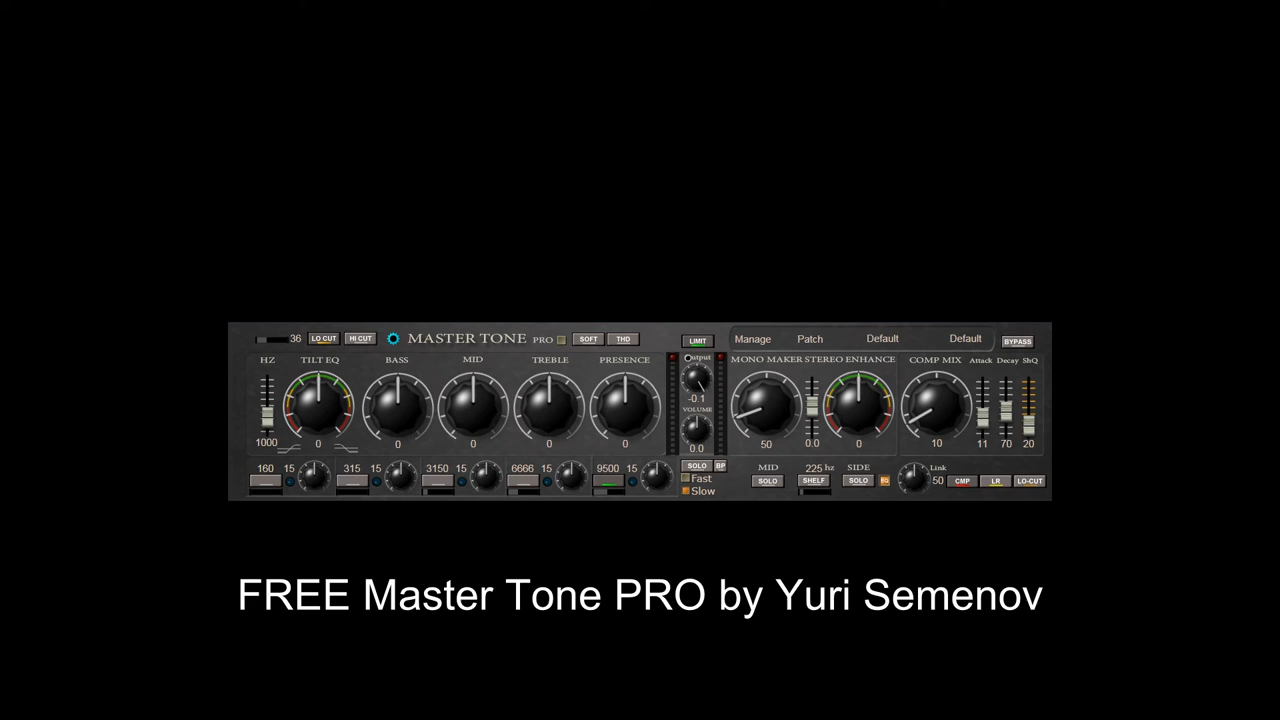 36 LO CUT HI CUT MASTER TONE PRO SOFT THD LIMIT Manage Patch Default Default BYPASS
HZ TILT EQ BASS MID TREBLE PRESENCE Output MONO MAKER STEREO ENHANCE COMP MIX Attack Decay ShQ
-0.1
VOLUME
1000 0 0 0 0 0 0.0 50 0.0 0 10 11 70 20
160 15 315 15 3150 15 6666 15 9500 15 SOLO BP MID 225 hz SIDE Link
Fast SOLO SHELF SOLO EQ 50 CMP LR LO-CUT
Slow
FREE Master Tone PRO by Yuri Semenov